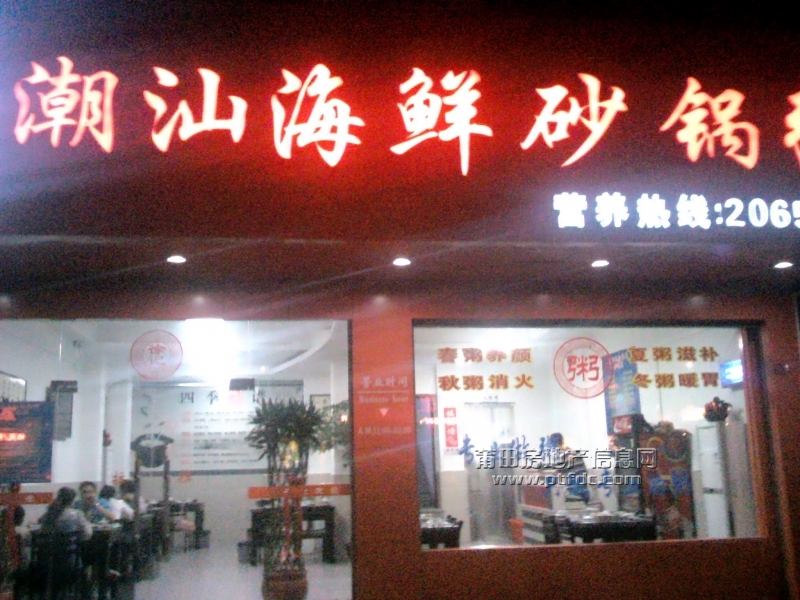 潮汕海鲜砂锅
营养热线:2065
春粥养颜 夏粥滋补
秋粥消火 冬粥暖胃
粥
四季
营业时间
Business hour
莆田房地产信息网
www.ptfdc.com